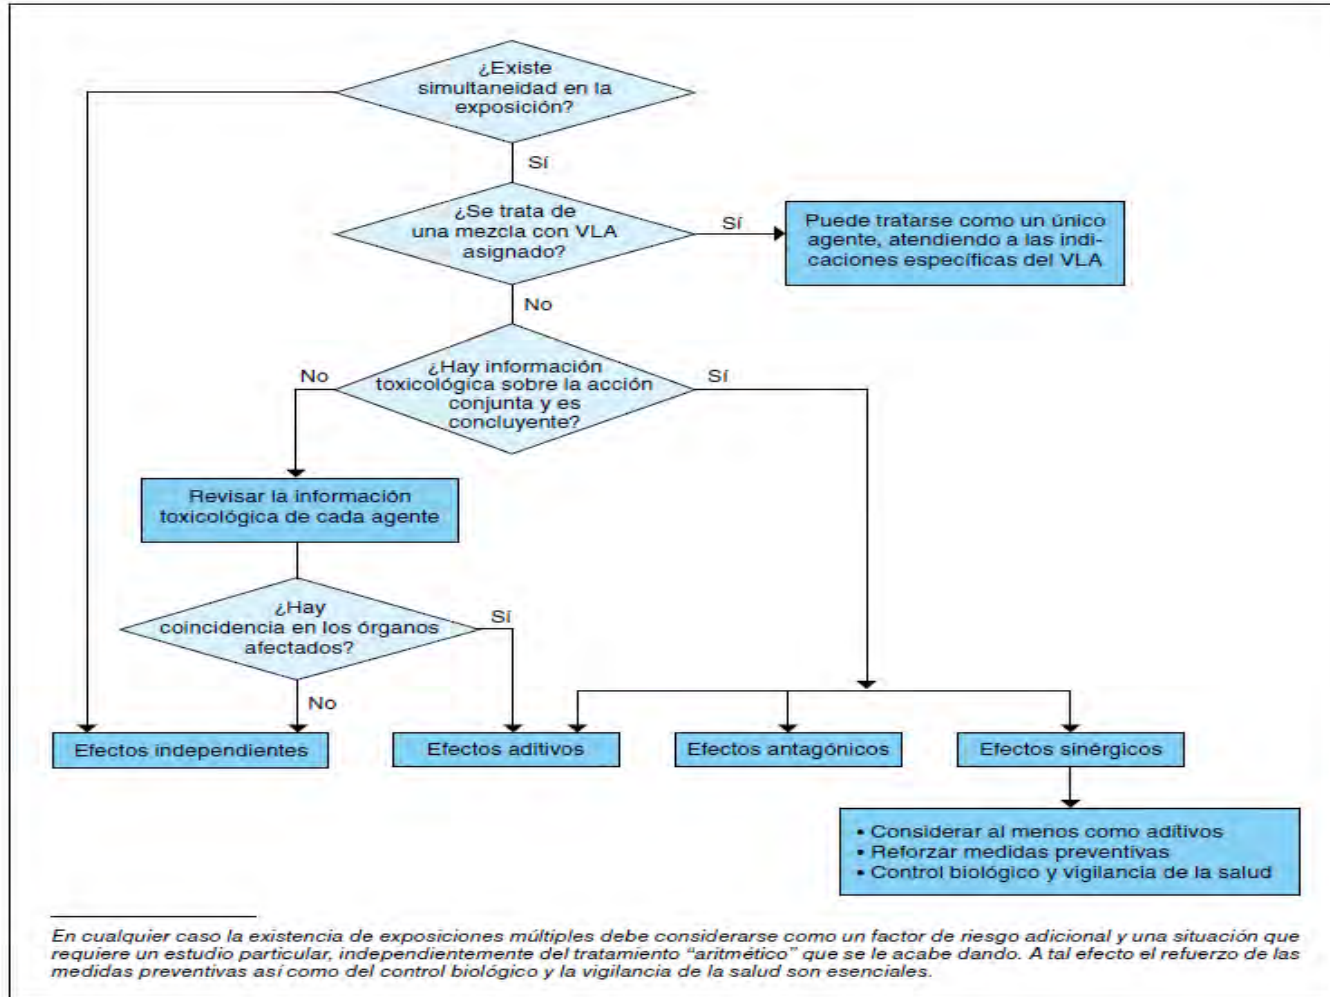 ¿Existe
simultaneidad en la
exposición?
Sí
¿Se trata de
una mezcla con VLA
asignado?
Sí
Puede tratarse como un único
agente, atendiendo a las indi-
caciones específicas del VLA
No
¿Hay información
toxicológica sobre la acción
conjunta y es
concluyente?
No
Sí
Revisar la información
toxicológica de cada agente
¿Hay
coincidencia en los órganos
afectados?
Sí
No
Efectos independientes
Efectos aditivos
Efectos antagónicos
Efectos sinérgicos
• Considerar al menos como aditivos
• Reforzar medidas preventivas
• Control biológico y vigilancia de la salud
En cualquier caso la existencia de exposiciones múltiples debe considerarse como un factor de riesgo adicional y una situación que
requiere un estudio particular, independientemente del tratamiento "aritmético" que se le acabe dando. A tal efecto el refuerzo de las
medidas preventivas así como del control biológico y la vigilancia de la salud son esenciales.